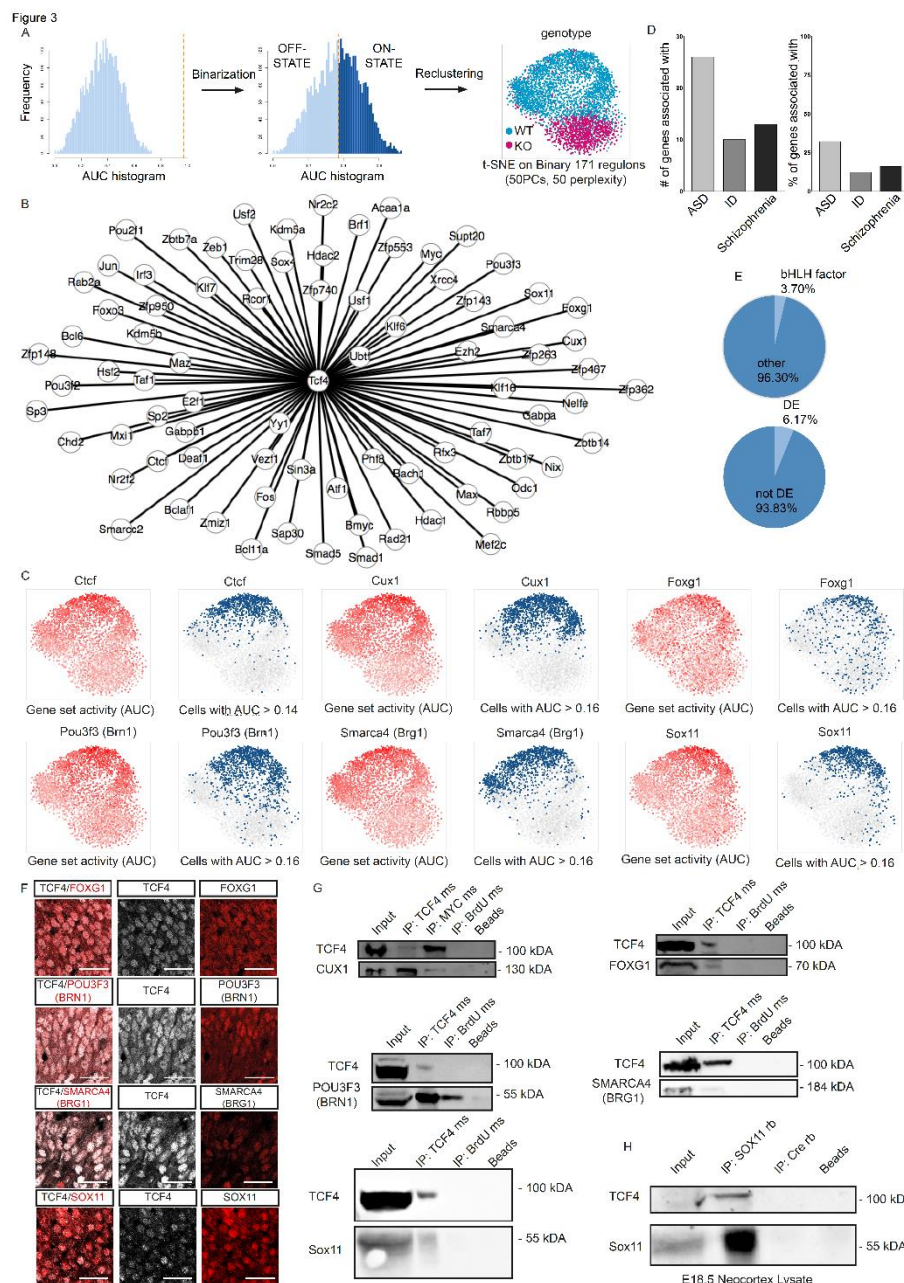 Figure 3
A
Frequency
AUC histogram
Binarization
OFF-
STATE
ON-
STATE
AUC histogram
Reclustering
genotype
WT
KO
t-SNE on Binary 171 regulons
(50PCs, 50 perplexity)
D
# of genes associated with
30
20
10
0
ASD
ID
Schizophrenia
% of genes associated with
100
75
50
25
0
ASD
ID
Schizophrenia
B
Nr2c2
Acaa1a
Usf2
Kdm5a
Brf1
Pou2f1
Zbtb7a
Zeb1
Trim28
Sox4
Hdac2
Zfp553
Myc
Supt20
Jun
Irf3
Klf7
Rcor1
Zfp740
Usf1
Xrcc4
Pou3f3
Rab2a
Foxp3
Zfp950
Klf6
Zfp143
Sox11
Foxg1
Bcl6
Kdm5b
Smarca4
Cux1
Zfp148
Hsf2
Maz
Ubtf
Ezh2
Zfp263
Zfp467
Pou3f2
Taf1
Tcf4
Klf16
Zfp362
Sp3
E2f1
Nelfe
Chd2
Mxi1
Sp2
Gabpb1
Yy1
Gabpa
Zbtb14
Taf7
Nr2f2
Ctcf
Deaf1
Vezf1
Sin3a
Phf8
Rfx3
Zbtb17
Nix
Bach1
Odc1
Smarcc2
Bclaf1
Fos
Atf1
Max
Rbbp5
Zmiz1
Sap30
Bmyc
Hdac1
Bcl11a
Smad5
Smad1
Rad21
Mef2c
E
bHLH factor
3.70%
other
96.30%
DE
6.17%
not DE
93.83%
C
Ctcf
Ctcf
Cux1
Cux1
Foxg1
Foxg1
Gene set activity (AUC)
Cells with AUC > 0.14
Gene set activity (AUC)
Cells with AUC > 0.16
Gene set activity (AUC)
Cells with AUC > 0.16
Pou3f3 (Brn1)
Pou3f3 (Brn1)
Smarca4 (Brg1)
Smarca4 (Brg1)
Sox11
Sox11
Gene set activity (AUC)
Cells with AUC > 0.16
Gene set activity (AUC)
Cells with AUC > 0.16
Gene set activity (AUC)
Cells with AUC > 0.16
F
TCF4/FOXG1
TCF4
FOXG1
TCF4/POU3F3
(BRN1)
TCF4
POU3F3
(BRN1)
TCF4/SMARCA4
(BRG1)
TCF4
SMARCA4
(BRG1)
TCF4/SOX11
TCF4
SOX11
G
Input
IP: TCF4 ms
IP: MYC ms
IP: BrdU ms
Beads
TCF4
- 100 kDA
CUX1
- 130 kDA
Input
IP: TCF4 ms
IP: BrdU ms
Beads
TCF4
- 100 kDA
FOXG1
- 70 kDA
Input
IP: TCF4 ms
IP: BrdU ms
Beads
TCF4
- 100 kDA
POU3F3
(BRN1)
- 55 kDA
Input
IP: TCF4 ms
IP: BrdU ms
Beads
TCF4
- 100 kDA
SMARCA4
(BRG1)
- 184 kDA
Input
IP: TCF4 ms
IP: BrdU ms
Beads
TCF4
- 100 kDA
Sox11
- 55 kDA
H
Input
IP: SOX11 rb
IP: Cre rb
Beads
TCF4
- 100 kDA
Sox11
- 55 kDA
E18.5 Neocortex Lysate